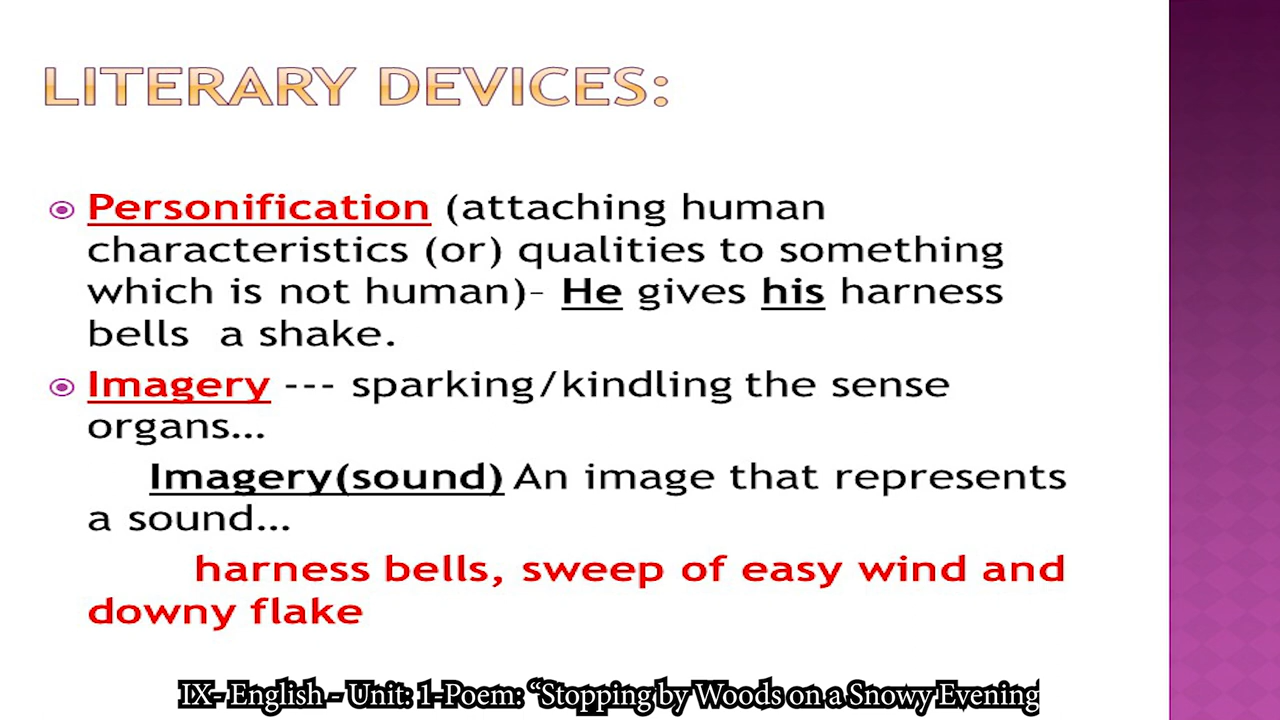 LITERARY DEVICES:
Personification (attaching human
characteristics (or) qualities to something
which is not human)- He gives his harness
bells a shake.
Imagery --- sparking/kindling the sense
organs...
Imagery(sound) An image that represents
a sound...
harness bells, sweep of easy wind and
downy flake
IX- English - Unit: 1-Poem: “Stopping by Woods on a Snowy Evening